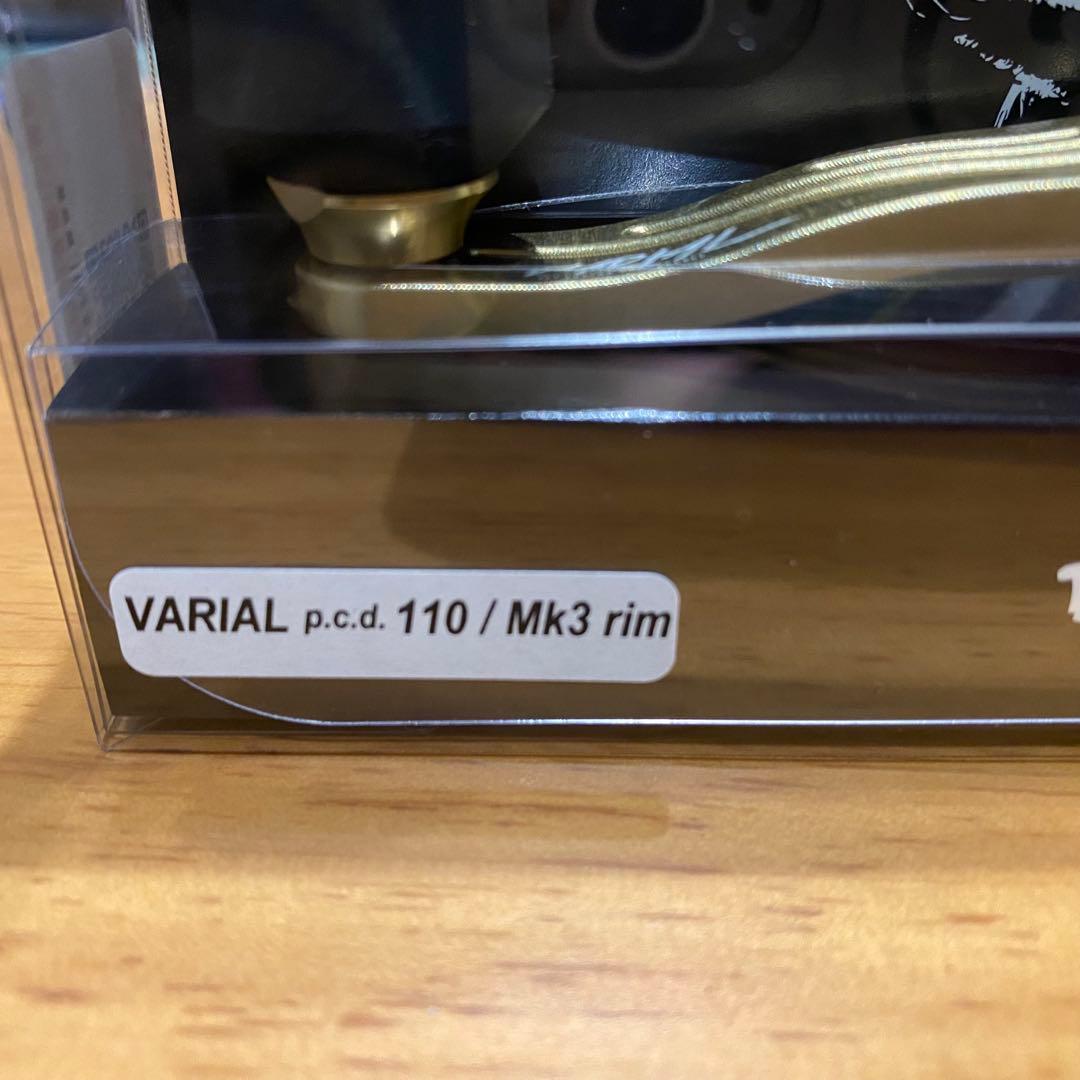 VARIAL p.c.d. 110 / Mk3 rim